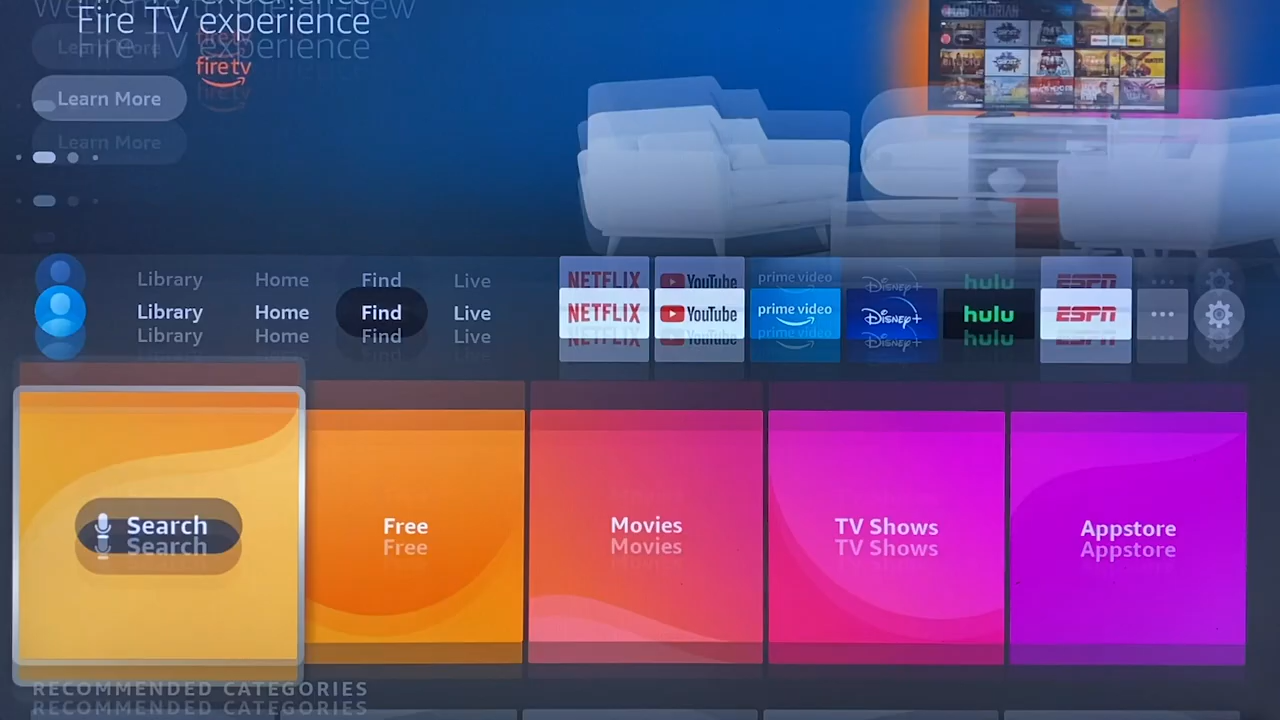 Fire TV experience
fire tv
Learn More
Library Home Find Live NETFLIX YouTube prime video Disney+ hulu ESPN
Search
Free
Movies
TV Shows
Appstore
RECOMMENDED CATEGORIES